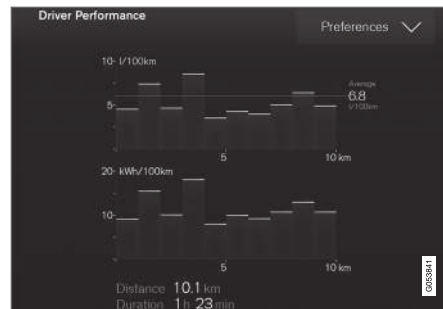 Driver Performance
Preferences
10 l/100km
Average
6.8
l/100km
5
5
10 km
20 kWh/100km
10
5
10 km
Distance 10.1 km
Duration 1 h 23 min
G053841